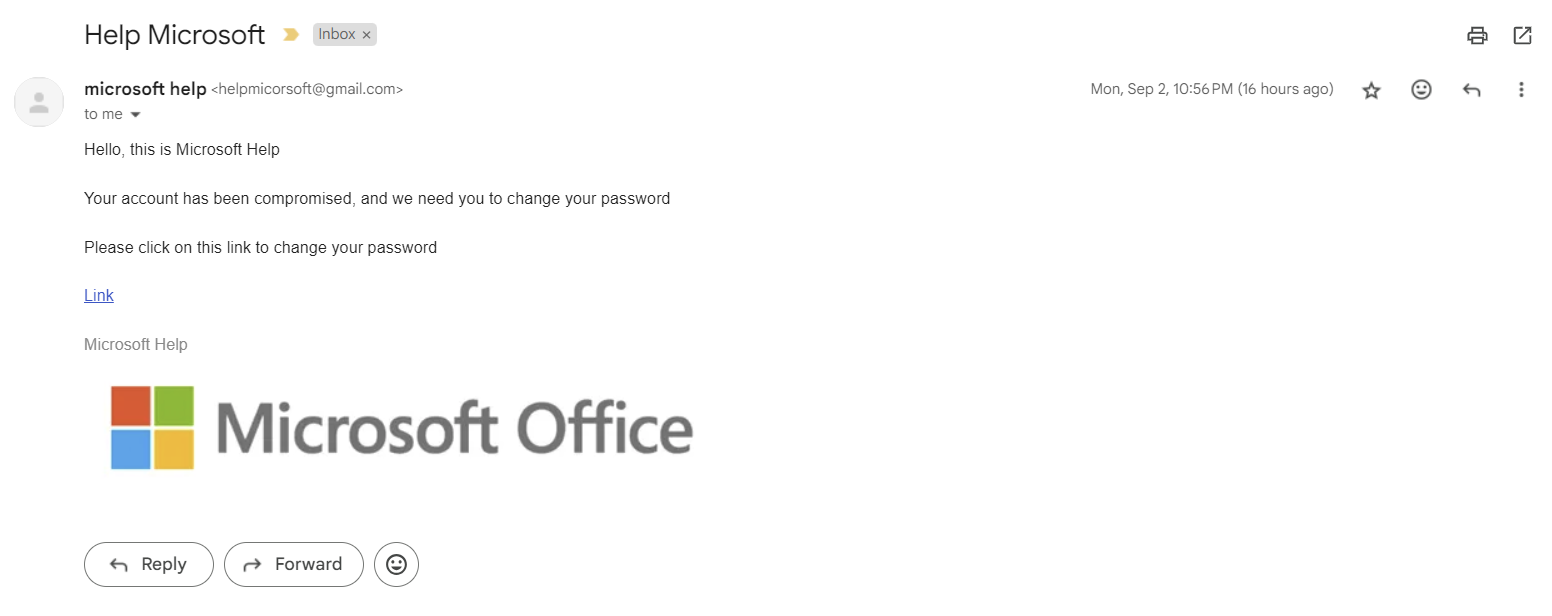 Help Microsoft Inbox ×
microsoft help <helpmicorsoft@gmail.com> Mon, Sep 2, 10:56 PM (16 hours ago)
to me
Hello, this is Microsoft Help
Your account has been compromised, and we need you to change your password
Please click on this link to change your password
Link
Microsoft Help
Microsoft Office
Reply Forward